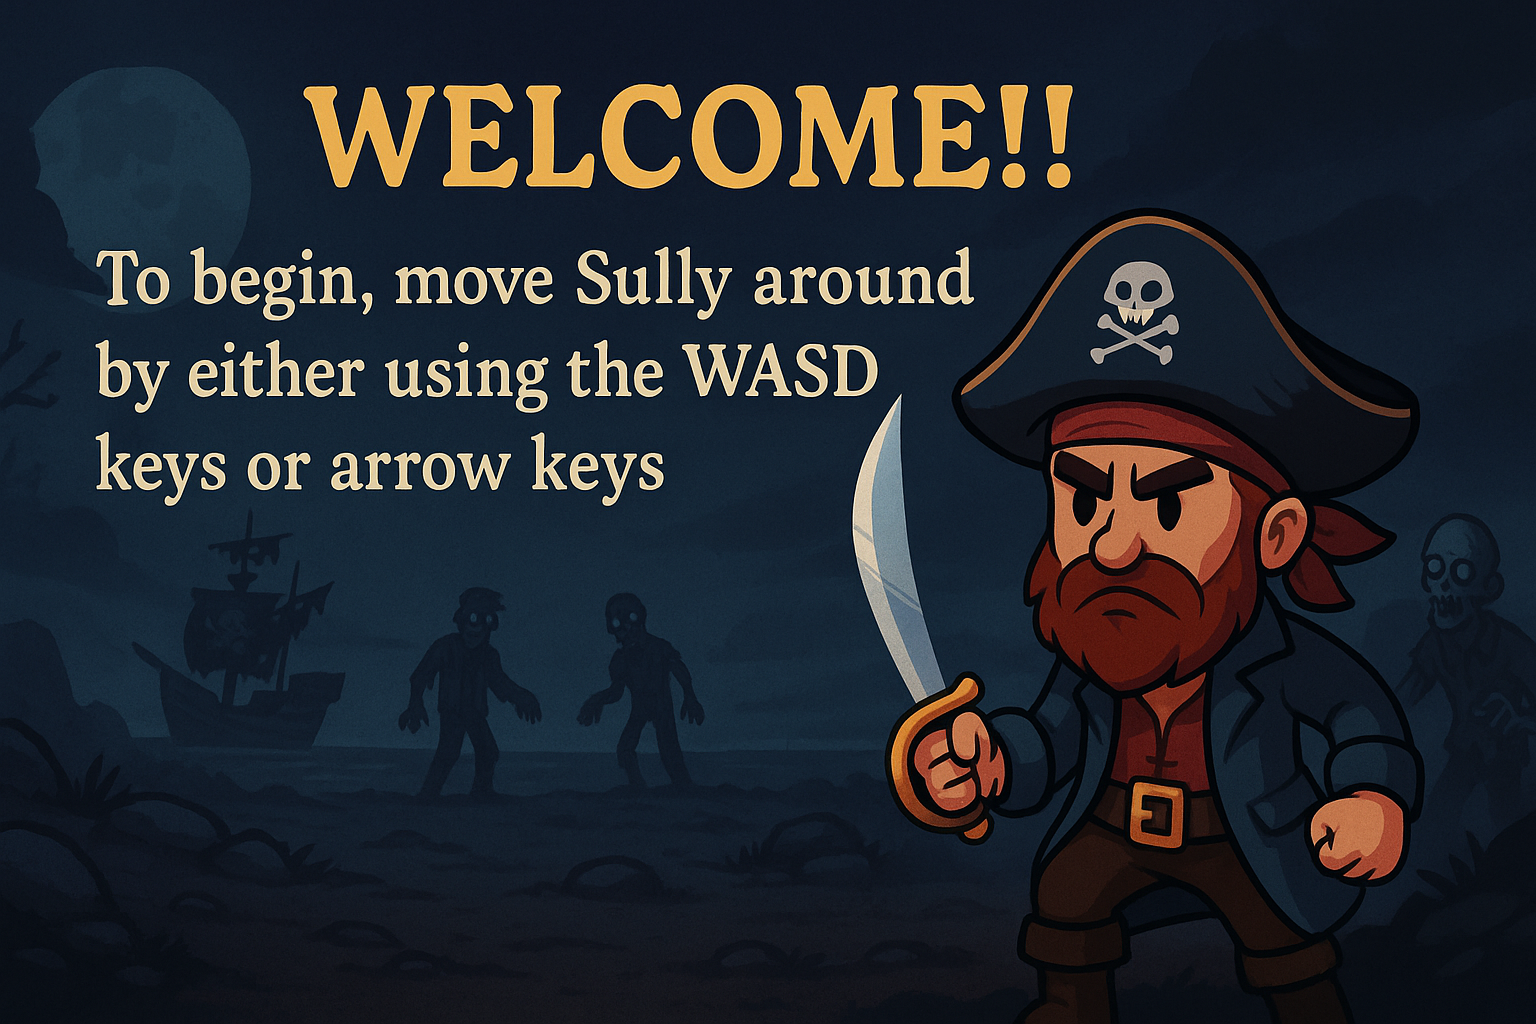 WELCOME!!
To begin, move Sully around
by either using the WASD
keys or arrow keys